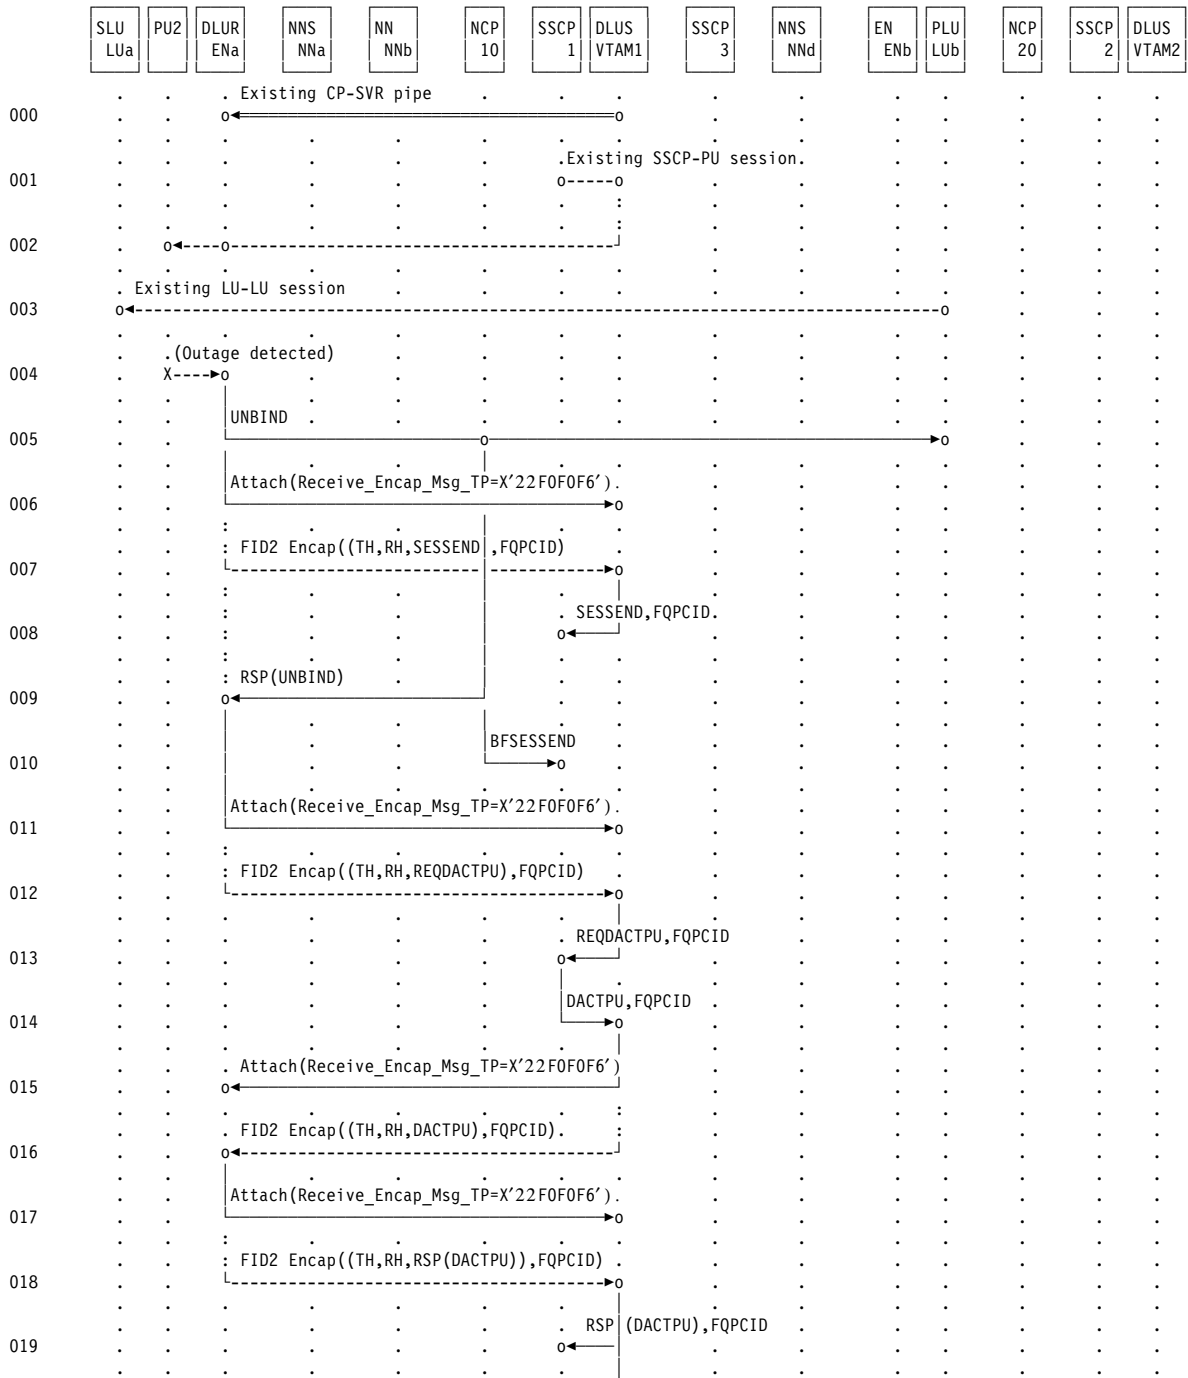 SLU PU2 DLUR NNS NN NCP SSCP DLUS SSCP NNS EN PLU NCP SSCP DLUS
LUa ENa NNa NNb 10 1 VTAM1 3 NNd ENb LUb 20 2 VTAM2
Existing CP-SVR pipe
000
Existing SSCP-PU session
001
002
Existing LU-LU session
003
(Outage detected)
004 X
UNBIND
005
Attach(Receive_Encap_Msg_TP=X'22F0F0F6')
006
FID2 Encap((TH,RH,SESSEND ,FQPCID)
007
SESSEND,FQPCID
008
RSP(UNBIND)
009
BFSESSEND
010
Attach(Receive_Encap_Msg_TP=X'22F0F0F6')
011
FID2 Encap((TH,RH,REQDACTPU),FQPCID)
012
REQDACTPU,FQPCID
013
DACTPU,FQPCID
014
Attach(Receive_Encap_Msg_TP=X'22F0F0F6')
015
FID2 Encap((TH,RH,DACTPU),FQPCID)
016
Attach(Receive_Encap_Msg_TP=X'22F0F0F6')
017
FID2 Encap((TH,RH,RSP(DACTPU)),FQPCID)
018
RSP (DACTPU),FQPCID
019